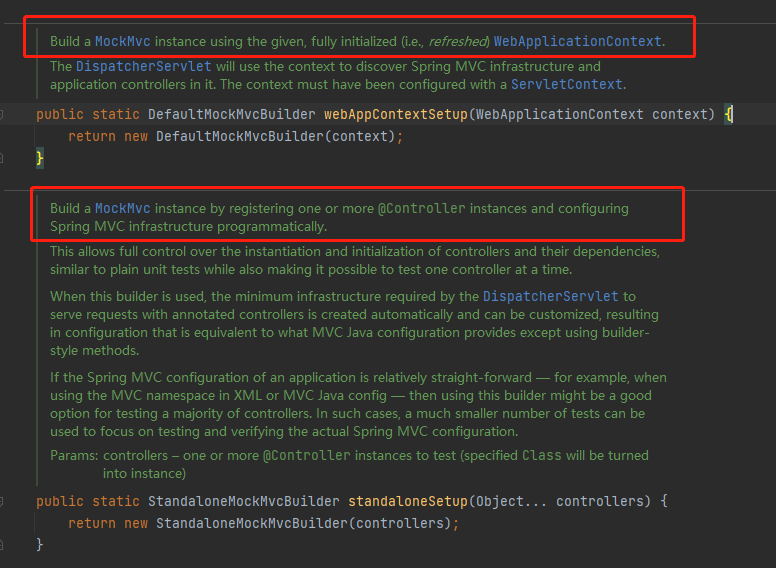 Build a MockMvc instance using the given, fully initialized (i.e., refreshed) WebApplicationContext.
The DispatcherServlet will use the context to discover Spring MVC infrastructure and
application controllers in it. The context must have been configured with a ServletContext.
public static DefaultMockMvcBuilder webAppContextSetup(WebApplicationContext context) {
return new DefaultMockMvcBuilder(context);
}
Build a MockMvc instance by registering one or more @Controller instances and configuring
Spring MVC infrastructure programmatically.
This allows full control over the instantiation and initialization of controllers and their dependencies,
similar to plain unit tests while also making it possible to test one controller at a time.
When this builder is used, the minimum infrastructure required by the DispatcherServlet to
serve requests with annotated controllers is created automatically and can be customized, resulting
in configuration that is equivalent to what MVC Java configuration provides except using builder-
style methods.
If the Spring MVC configuration of an application is relatively straight-forward — for example, when
using the MVC namespace in XML or MVC Java config — then using this builder might be a good
option for testing a majority of controllers. In such cases, a much smaller number of tests can be
used to focus on testing and verifying the actual Spring MVC configuration.
Params: controllers – one or more @Controller instances to test (specified Class will be turned
into instance)
public static StandaloneMockMvcBuilder standaloneSetup(Object... controllers) {
return new StandaloneMockMvcBuilder(controllers);
}